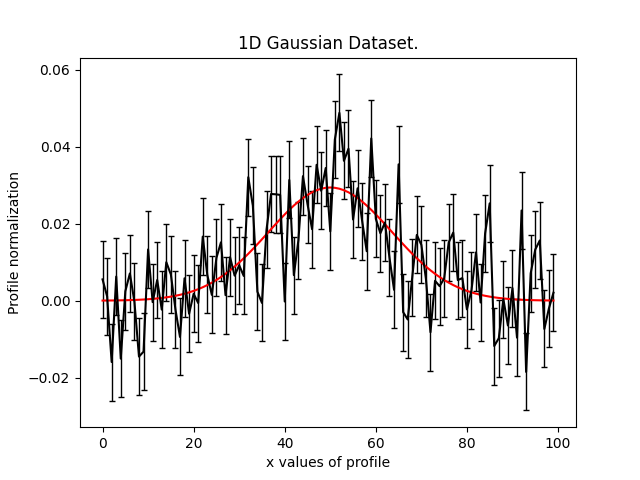 1D Gaussian Dataset.
Profile normalization
0.06
0.04
0.02
0.00
−0.02
0 20 40 60 80 100
x values of profile